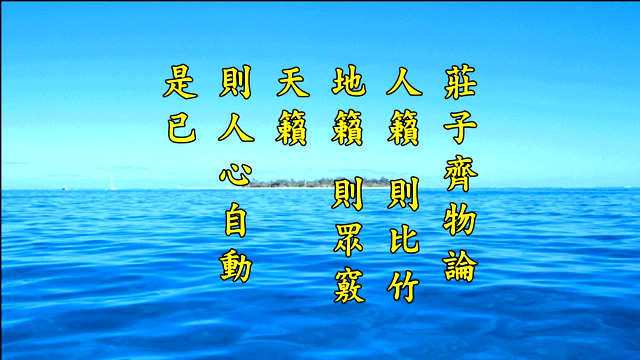 莊子齊物論
人籟 則比竹
地籟 則眾竅
天籟
則人心自動
是已